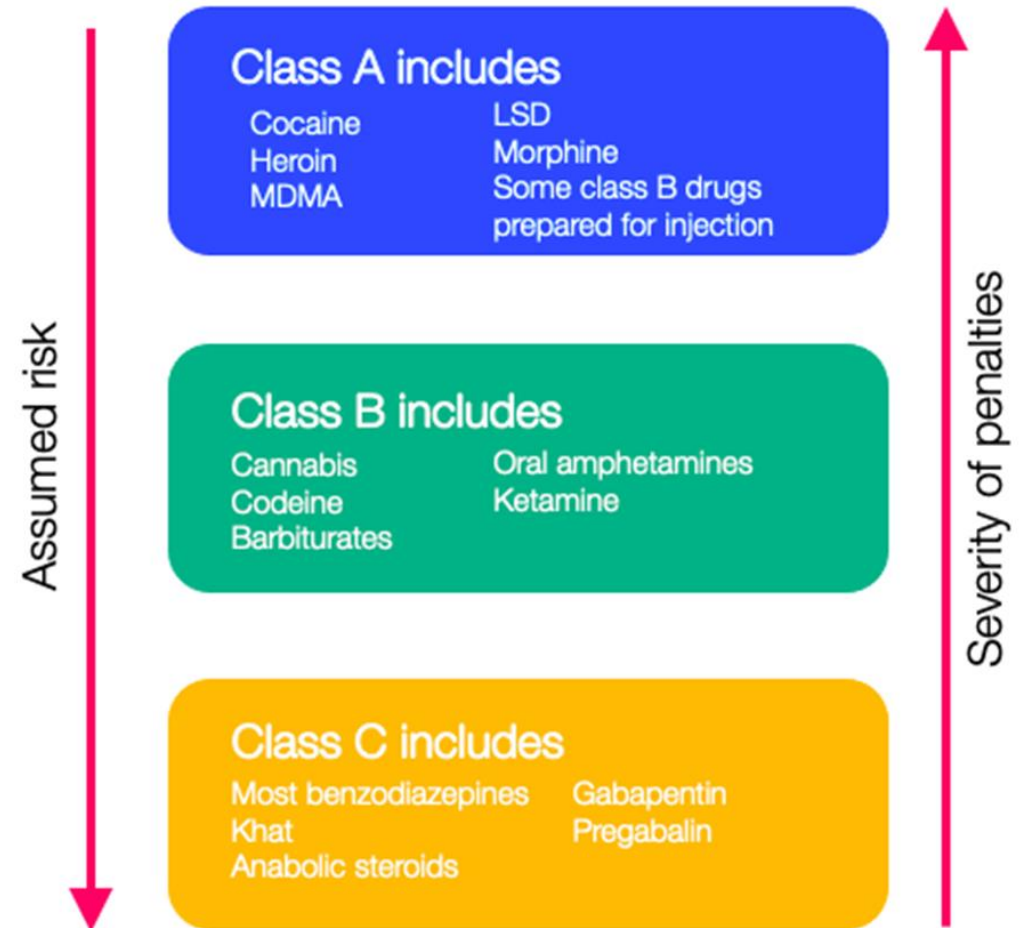 Assumed risk
Class A includes
Cocaine
Heroin
MDMA
LSD
Morphine
Some class B drugs
prepared for injection
Class B includes
Cannabis
Codeine
Barbiturates
Oral amphetamines
Ketamine
Class C includes
Most benzodiazepines
Khat
Anabolic steroids
Gabapentin
Pregabalin
Severity of penalties